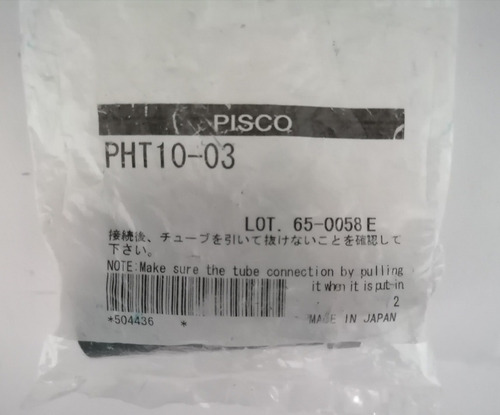 PISCO
PHT10-03
LOT. 65-0058 E
接続後、チューブを引いて抜けないことを確認して
下さい。
NOTE:Make sure the tube connection by pulling
it when it is put-in
2
*504436 *
MADE IN JAPAN